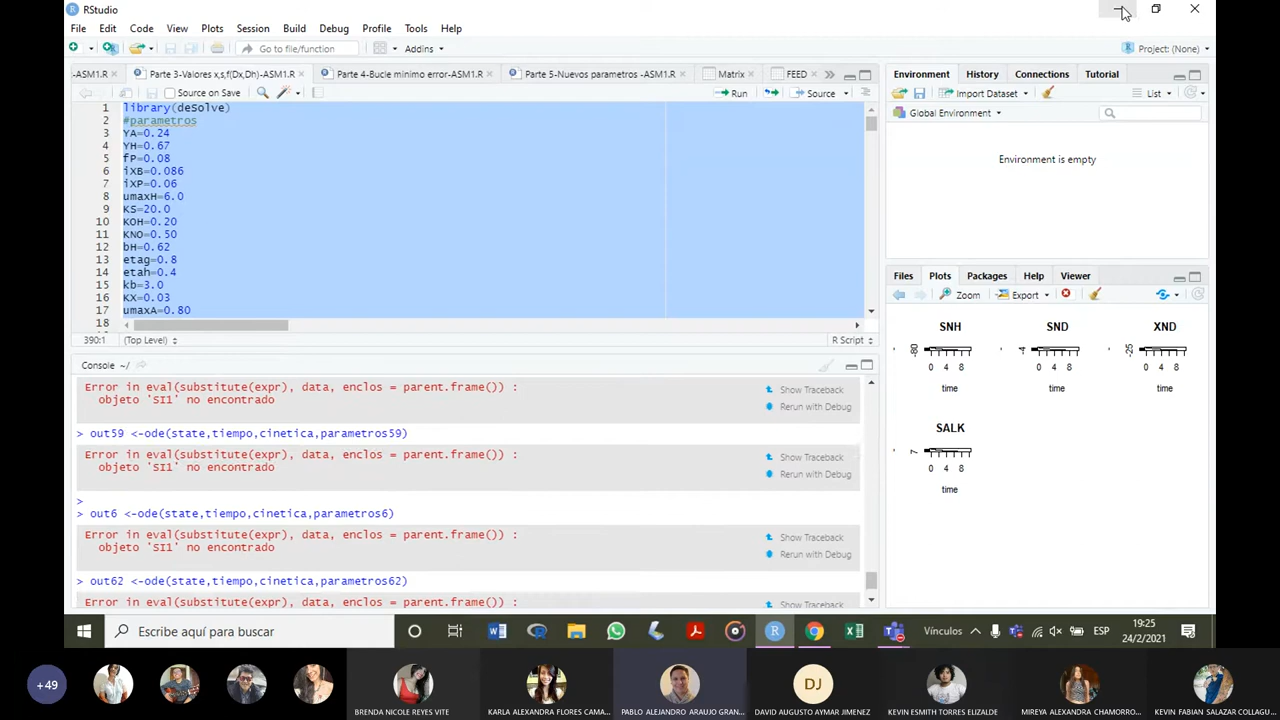 RStudio
File Edit Code View Plots Session Build Debug Profile Tools Help
Go to file/function Addins Project: (None)
-ASM1.R Parte 3-Valores x,s,f(Dx,Dh)-ASM1.R Parte 4-Bucle minimo error-ASM1.R Parte 5-Nuevos parametros -ASM1.R Matrix FEED
Source on Save Run Source
1 library(deSolve)
2 #parametros
3 YA=0.24
4 YH=0.67
5 fP=0.08
6 iXB=0.086
7 iXP=0.06
8 umaxH=6.0
9 KS=20.0
10 KOH=0.20
11 KNO=0.50
12 bH=0.62
13 etag=0.8
14 etah=0.4
15 kb=3.0
16 KX=0.03
17 umaxA=0.80
18
390:1 (Top Level) R Script
Console ~/
Error in eval(substitute(expr), data, enclos = parent.frame()) :
objeto 'SI1' no encontrado
Show Traceback
Rerun with Debug
> out59 <-ode(state,tiempo,cinetica,parametros59)
Error in eval(substitute(expr), data, enclos = parent.frame()) :
objeto 'SI1' no encontrado
Show Traceback
Rerun with Debug
>
> out6 <-ode(state,tiempo,cinetica,parametros6)
Error in eval(substitute(expr), data, enclos = parent.frame()) :
objeto 'SI1' no encontrado
Show Traceback
Rerun with Debug
> out62 <-ode(state,tiempo,cinetica,parametros62)
Error in eval(substitute(expr), data, enclos = parent.frame()) :
Show Traceback
Environment History Connections Tutorial
Import Dataset List
Global Environment
Environment is empty
Files Plots Packages Help Viewer
Zoom Export
SNH SND XND
-80 -4 -25
0 4 8 0 4 8 0 4 8
time time time
SALK
7
0 4 8
time
Escribe aquí para buscar
Vínculos ESP 19:25
24/2/2021
+49 DJ
BRENDA NICOLE REYES VITE KARLA ALEXANDRA FLORES CAMA... PABLO ALEJANDRO ARAUJO GRAN... DAVID AUGUSTO AYMAR JIMENEZ KEVIN ESMITH TORRES ELIZALDE MIREYA ALEXANDRA CHAMORRO... KEVIN FABIAN SALAZAR COLLAGU...